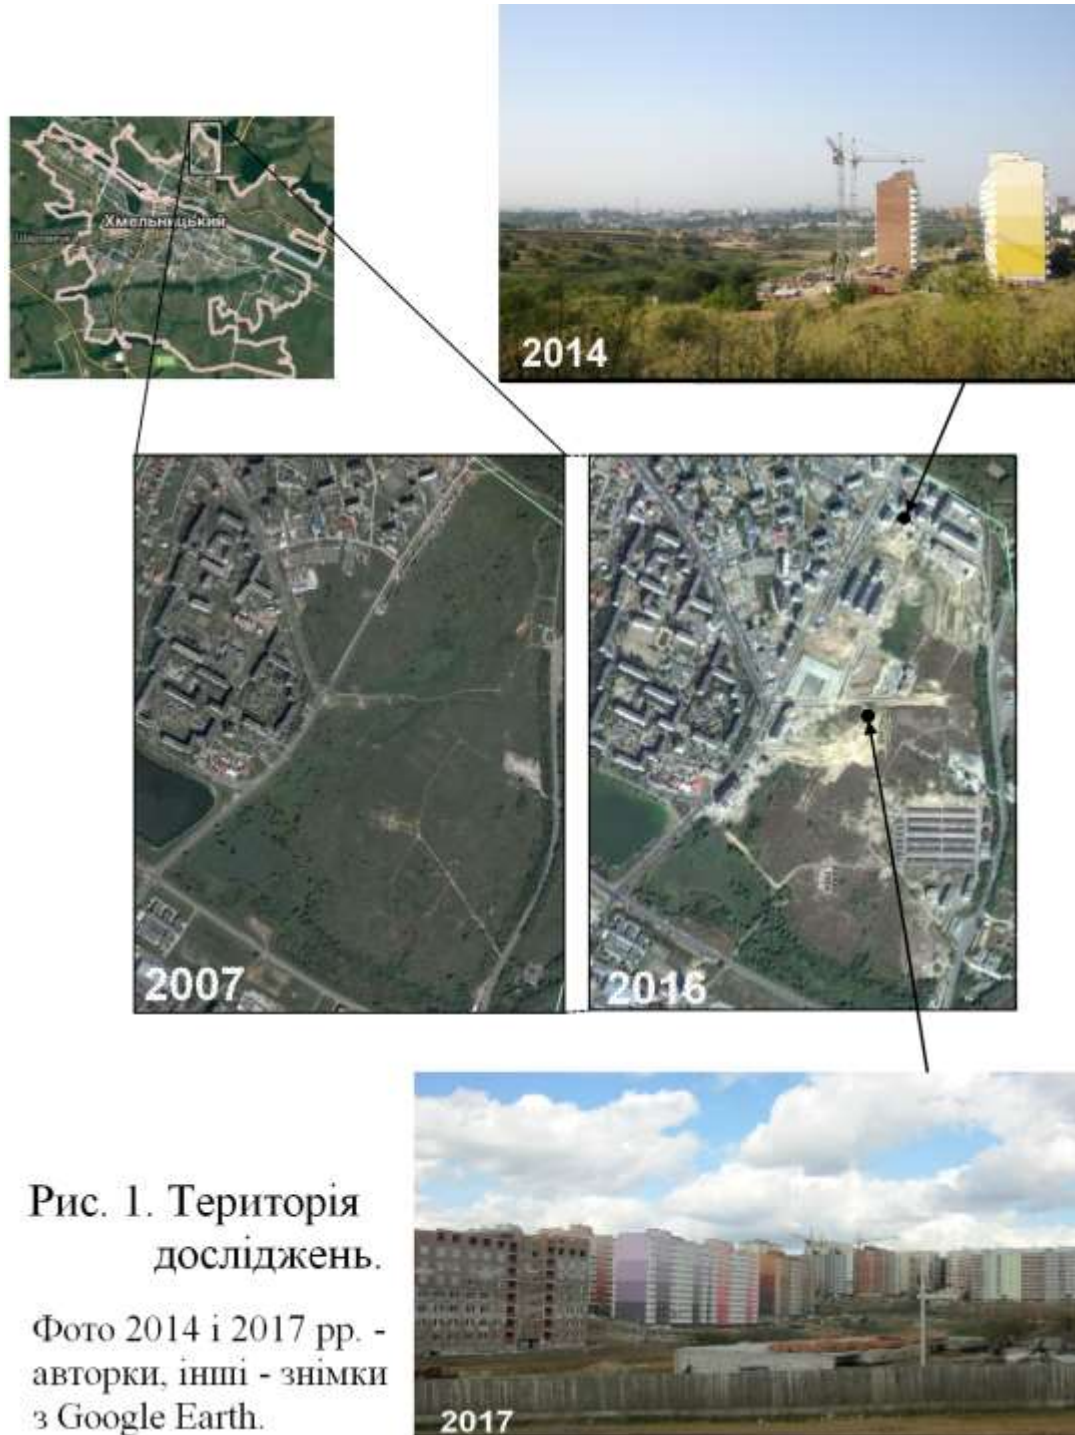 Хмельницький
2014
2007
2016
Рис. 1. Територія
досліджень.
Фото 2014 і 2017 рр. -
авторки, інші - знімки
з Google Earth.
2017